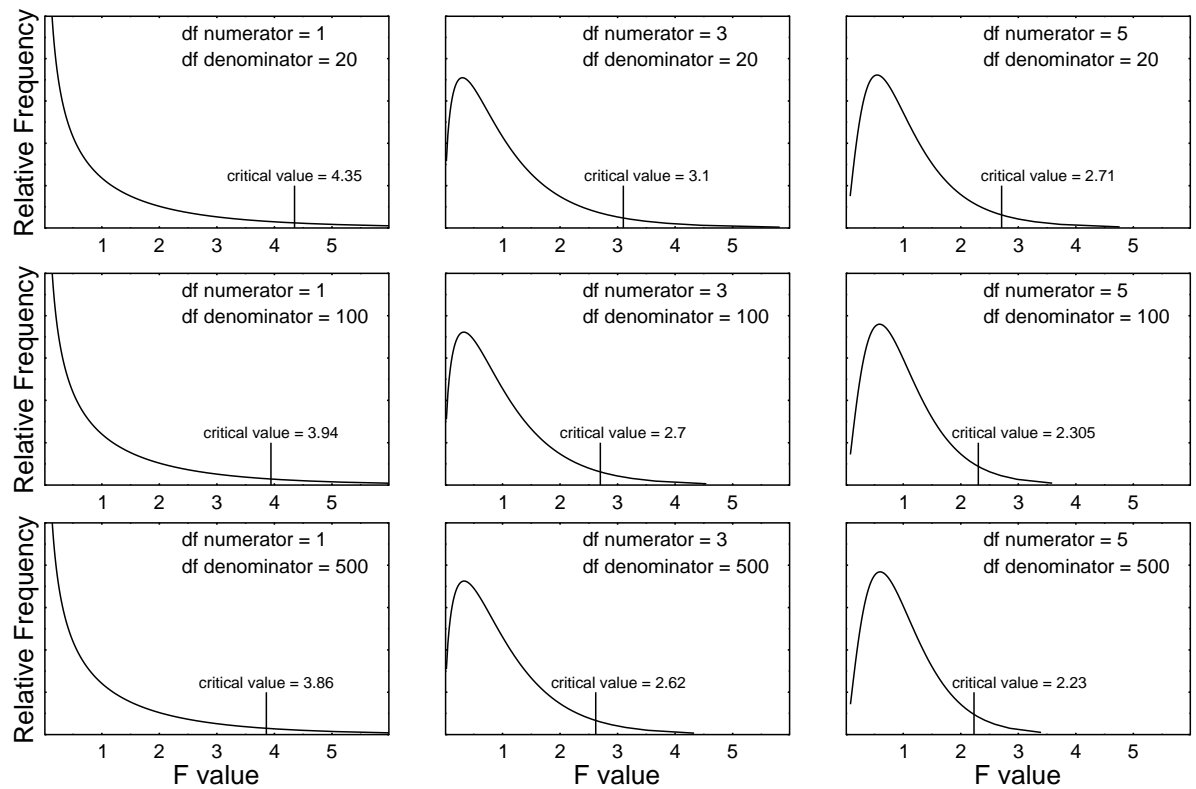 Relative Frequency
df numerator = 1
df denominator = 20
critical value = 4.35
1 2 3 4 5
df numerator = 3
df denominator = 20
critical value = 3.1
1 2 3 4 5
df numerator = 5
df denominator = 20
critical value = 2.71
1 2 3 4 5
Relative Frequency
df numerator = 1
df denominator = 100
critical value = 3.94
1 2 3 4 5
df numerator = 3
df denominator = 100
critical value = 2.7
1 2 3 4 5
df numerator = 5
df denominator = 100
critical value = 2.305
1 2 3 4 5
Relative Frequency
df numerator = 1
df denominator = 500
critical value = 3.86
1 2 3 4 5
F value
df numerator = 3
df denominator = 500
critical value = 2.62
1 2 3 4 5
F value
df numerator = 5
df denominator = 500
critical value = 2.23
1 2 3 4 5
F value